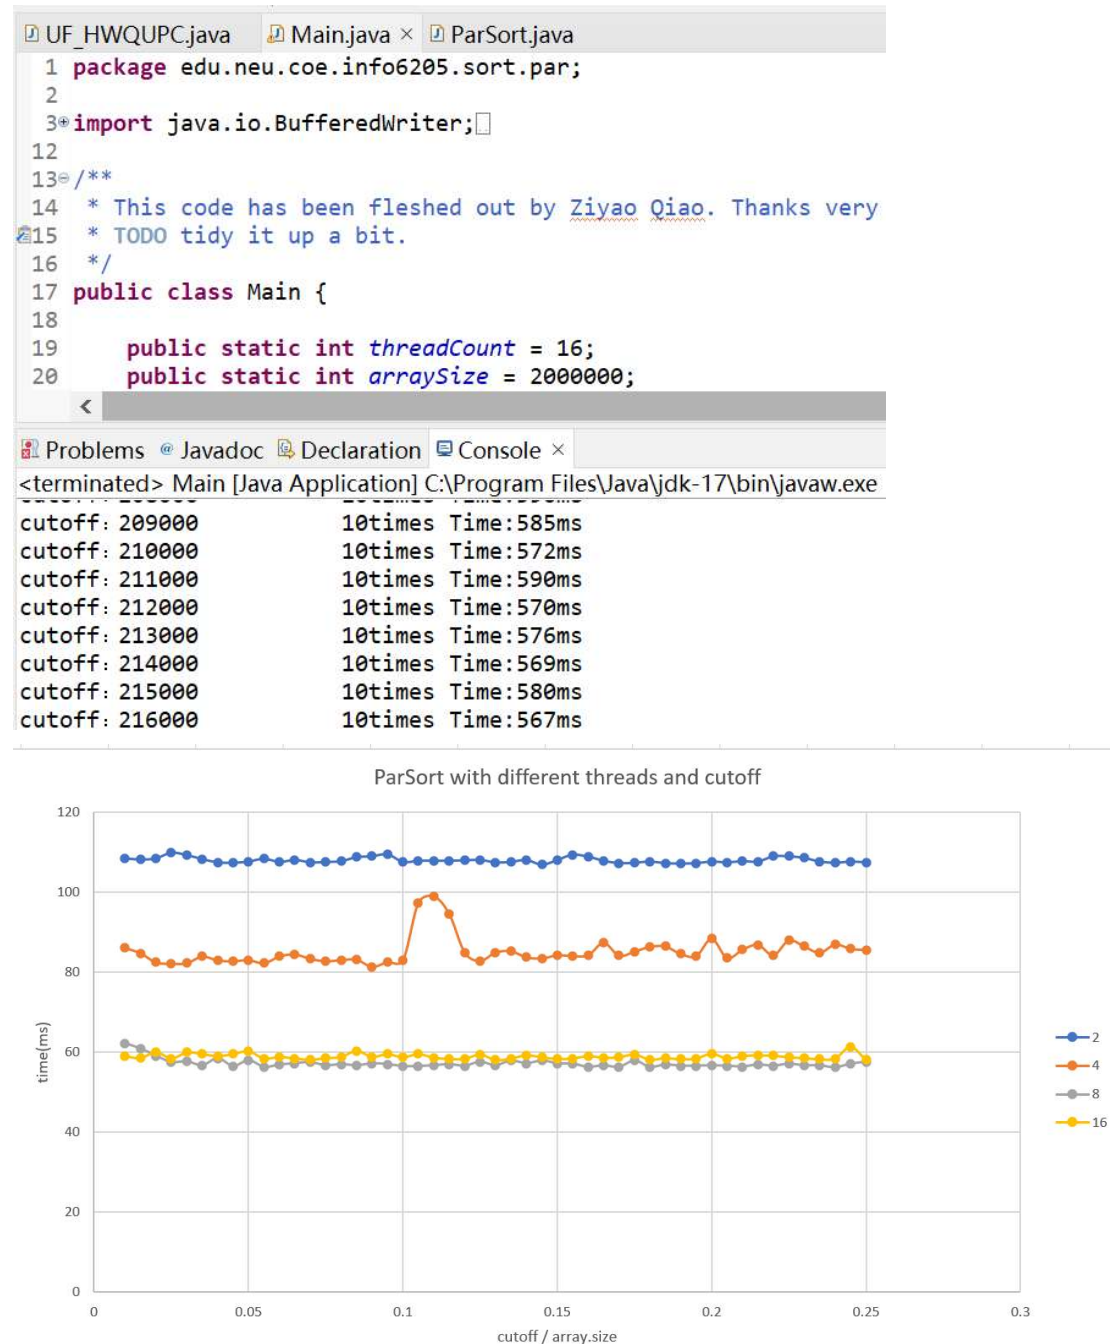 UF_HWQUPC.java Main.java × ParSort.java
1 package edu.neu.coe.info6205.sort.par;
2
3 import java.io.BufferedWriter;
12
13 /**
14 * This code has been fleshed out by Ziyao Qiao. Thanks very
15 * TODO tidy it up a bit.
16 */
17 public class Main {
18
19 public static int threadCount = 16;
20 public static int arraySize = 2000000;
Problems @ Javadoc Declaration Console ×
<terminated> Main [Java Application] C:\Program Files\Java\jdk-17\bin\javaw.exe
cutoff：209000 10times Time:585ms
cutoff：210000 10times Time:572ms
cutoff：211000 10times Time:590ms
cutoff：212000 10times Time:570ms
cutoff：213000 10times Time:576ms
cutoff：214000 10times Time:569ms
cutoff：215000 10times Time:580ms
cutoff：216000 10times Time:567ms
ParSort with different threads and cutoff
120
100
80
60
40
20
0
time(ms)
0 0.05 0.1 0.15 0.2 0.25 0.3
cutoff / array.size
2
4
8
16